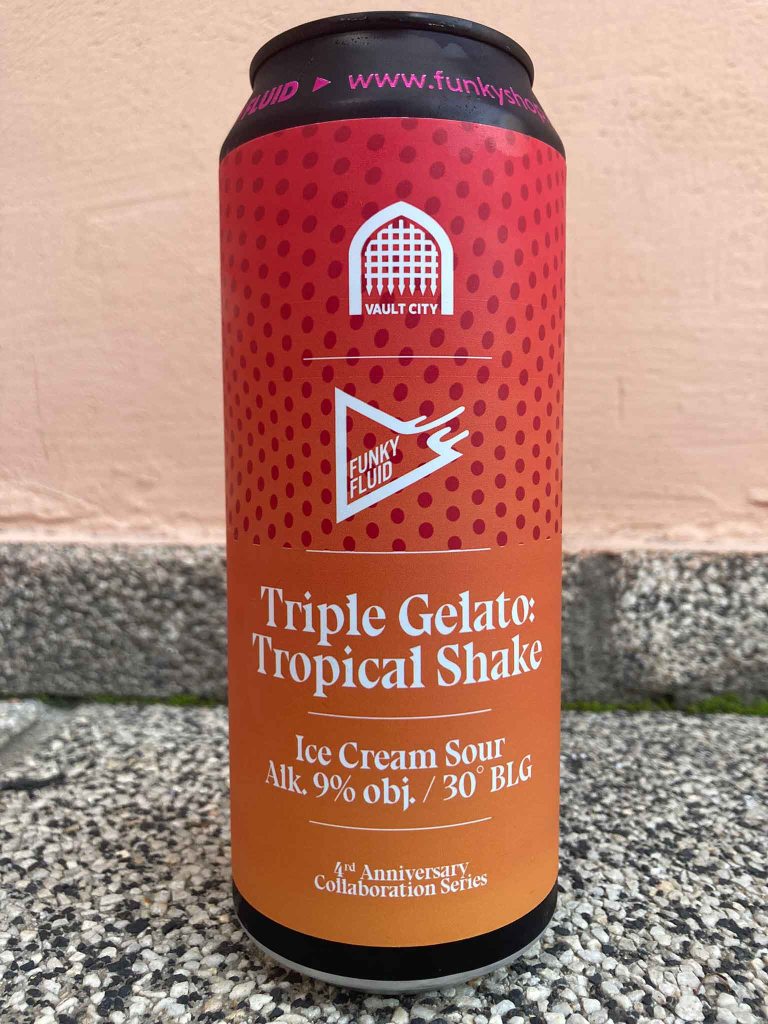 FLUID ▶ www.funkyshop
VAULT CITY
FUNKY
FLUID
Triple Gelato:
Tropical Shake
Ice Cream Sour
Alk. 9% obj. / 30° BLG
4rd Anniversary
Collaboration Series